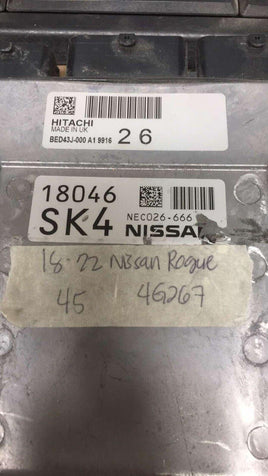 HITACHI
MADE IN UK
BED43J-000 A1 9916 26
18046
SK4 NEC026-666
NISSAN
18-22 Nissan Rogue
45 4G267